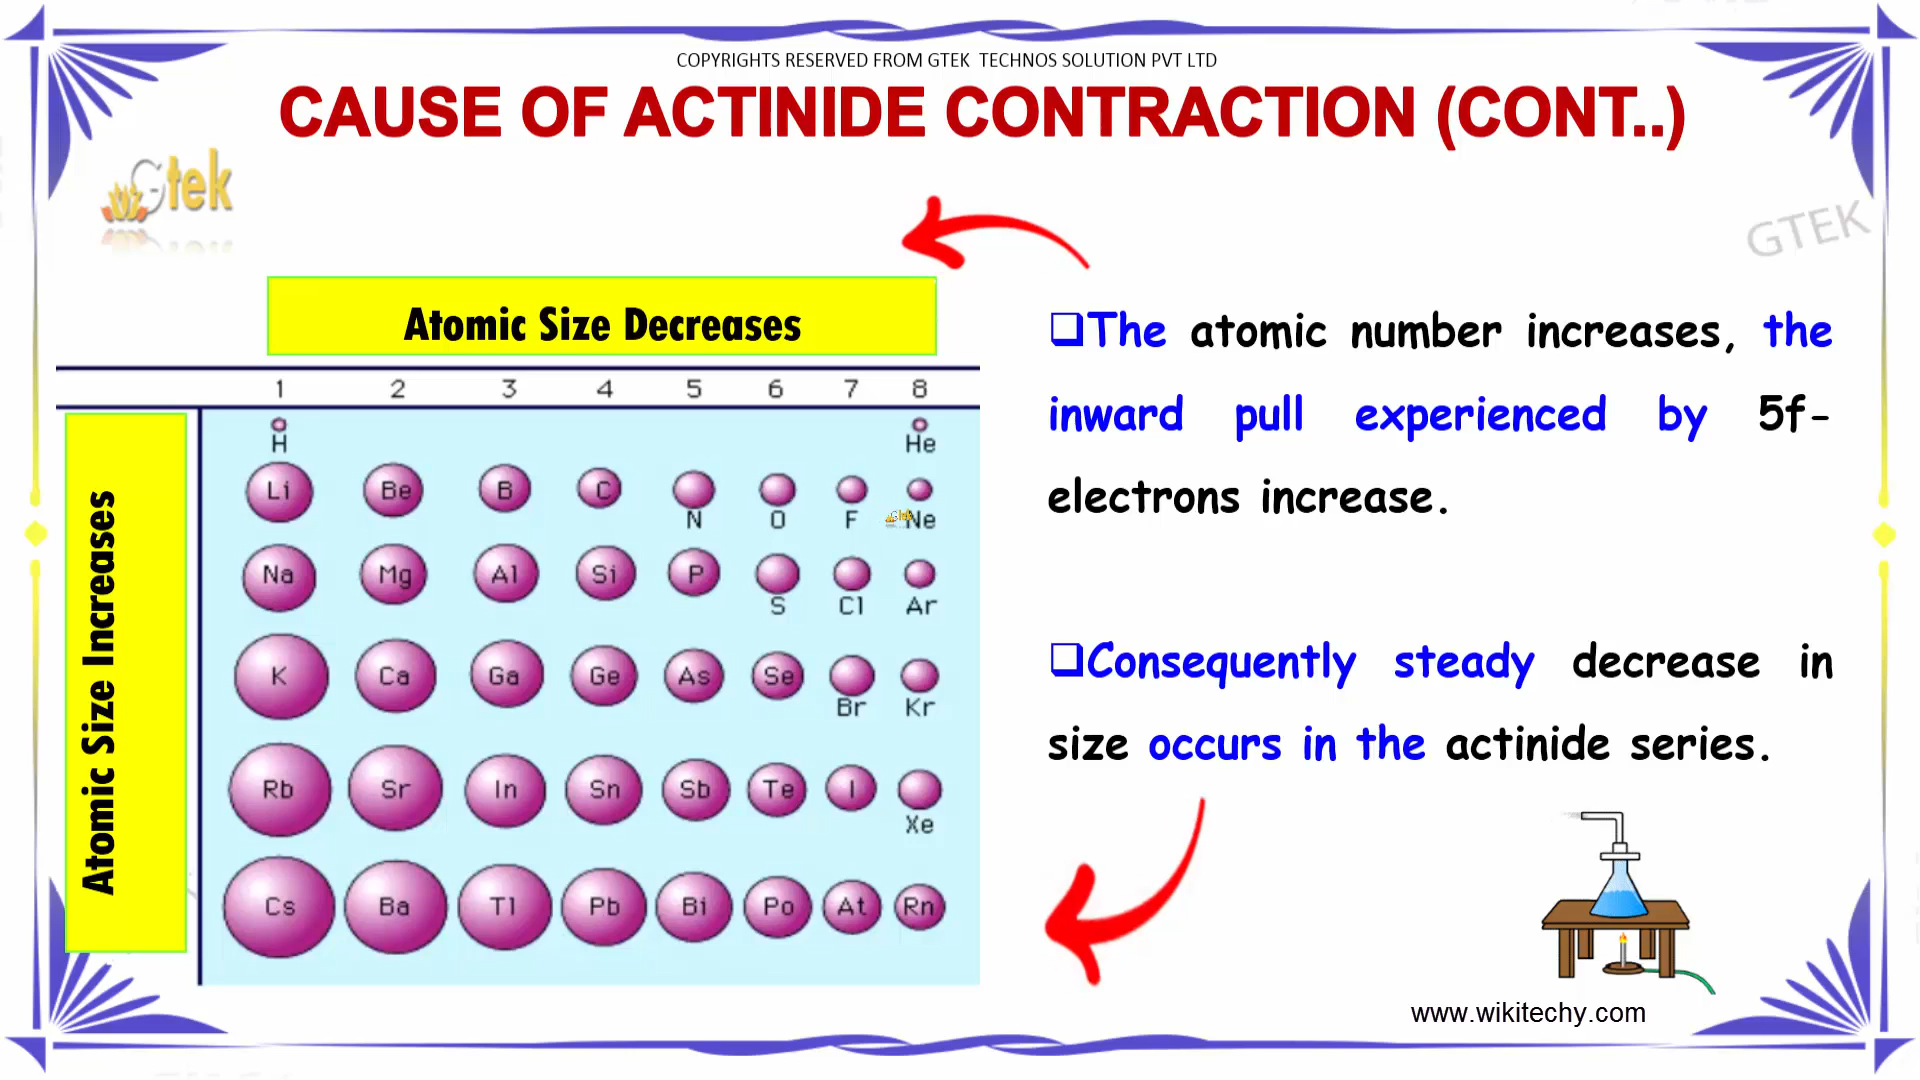 COPYRIGHTS RESERVED FROM GTEK TECHNOS SOLUTION PVT LTD
CAUSE OF ACTINIDE CONTRACTION (CONT..)
Gtek
GTEK
Atomic Size Decreases
Atomic Size Increases
1 2 3 4 5 6 7 8
H He
Li Be B C N O F Ne
Na Mg Al Si P S Cl Ar
K Ca Ga Ge As Se Br Kr
Rb Sr In Sn Sb Te I Xe
Cs Ba Tl Pb Bi Po At Rn
❑The atomic number increases, the
inward pull experienced by 5f-
electrons increase.
❑Consequently steady decrease in
size occurs in the actinide series.
www.wikitechy.com